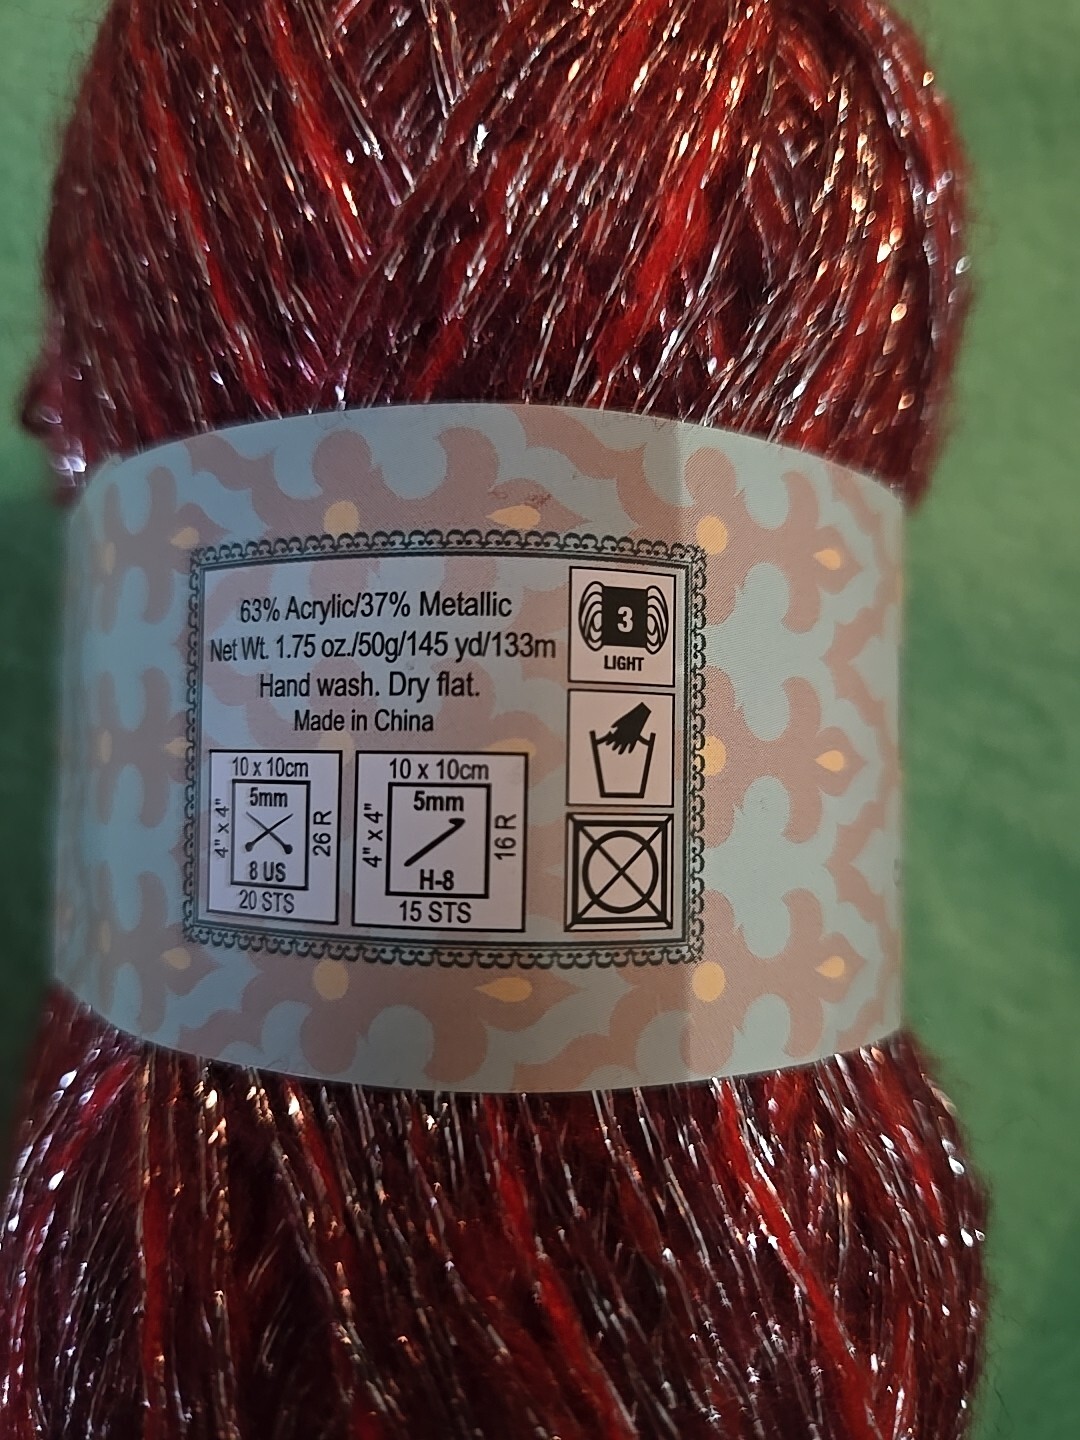 63% Acrylic/37% Metallic
Net Wt. 1.75 oz./50g/145 yd/133m
Hand wash. Dry flat.
Made in China
3
LIGHT
10 x 10cm
4" x 4"
5mm
8 US
26 R
20 STS
10 x 10cm
4" x 4"
5mm
H-8
16 R
15 STS